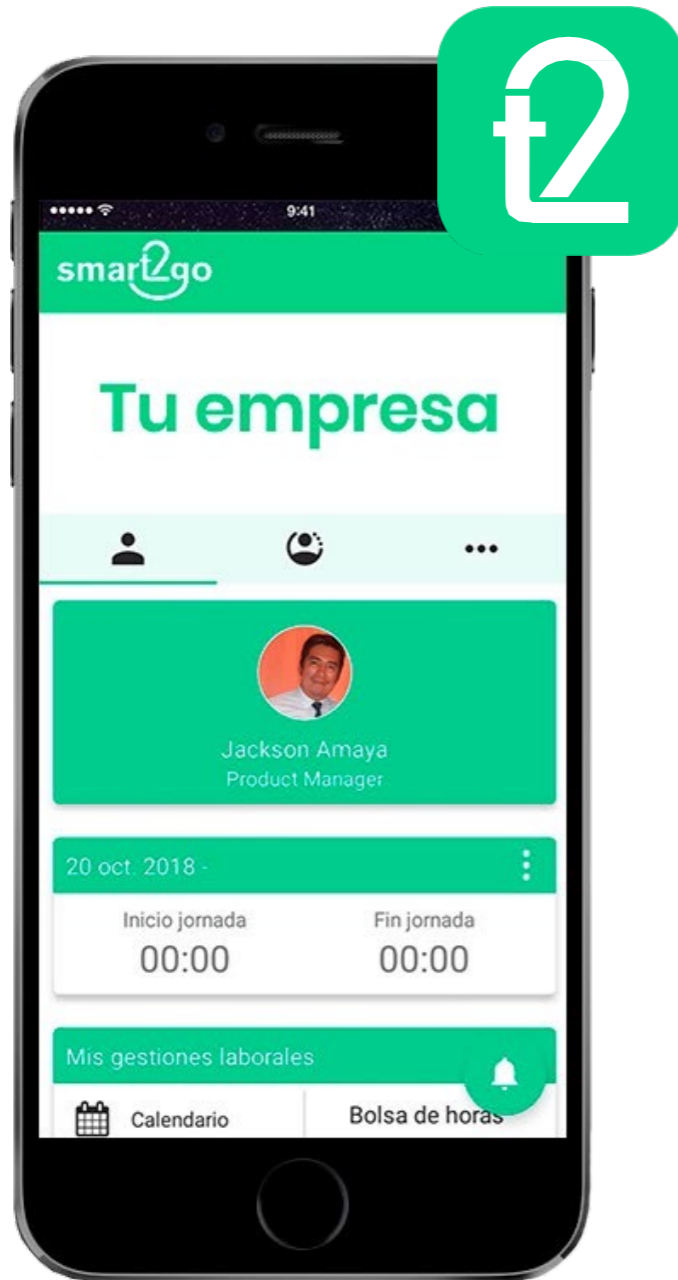 t2
9:41
smart2go
Tu empresa
Jackson Amaya
Product Manager
20 oct. 2018 -
Inicio jornada Fin jornada
00:00 00:00
Mis gestiones laborales
Calendario Bolsa de horas